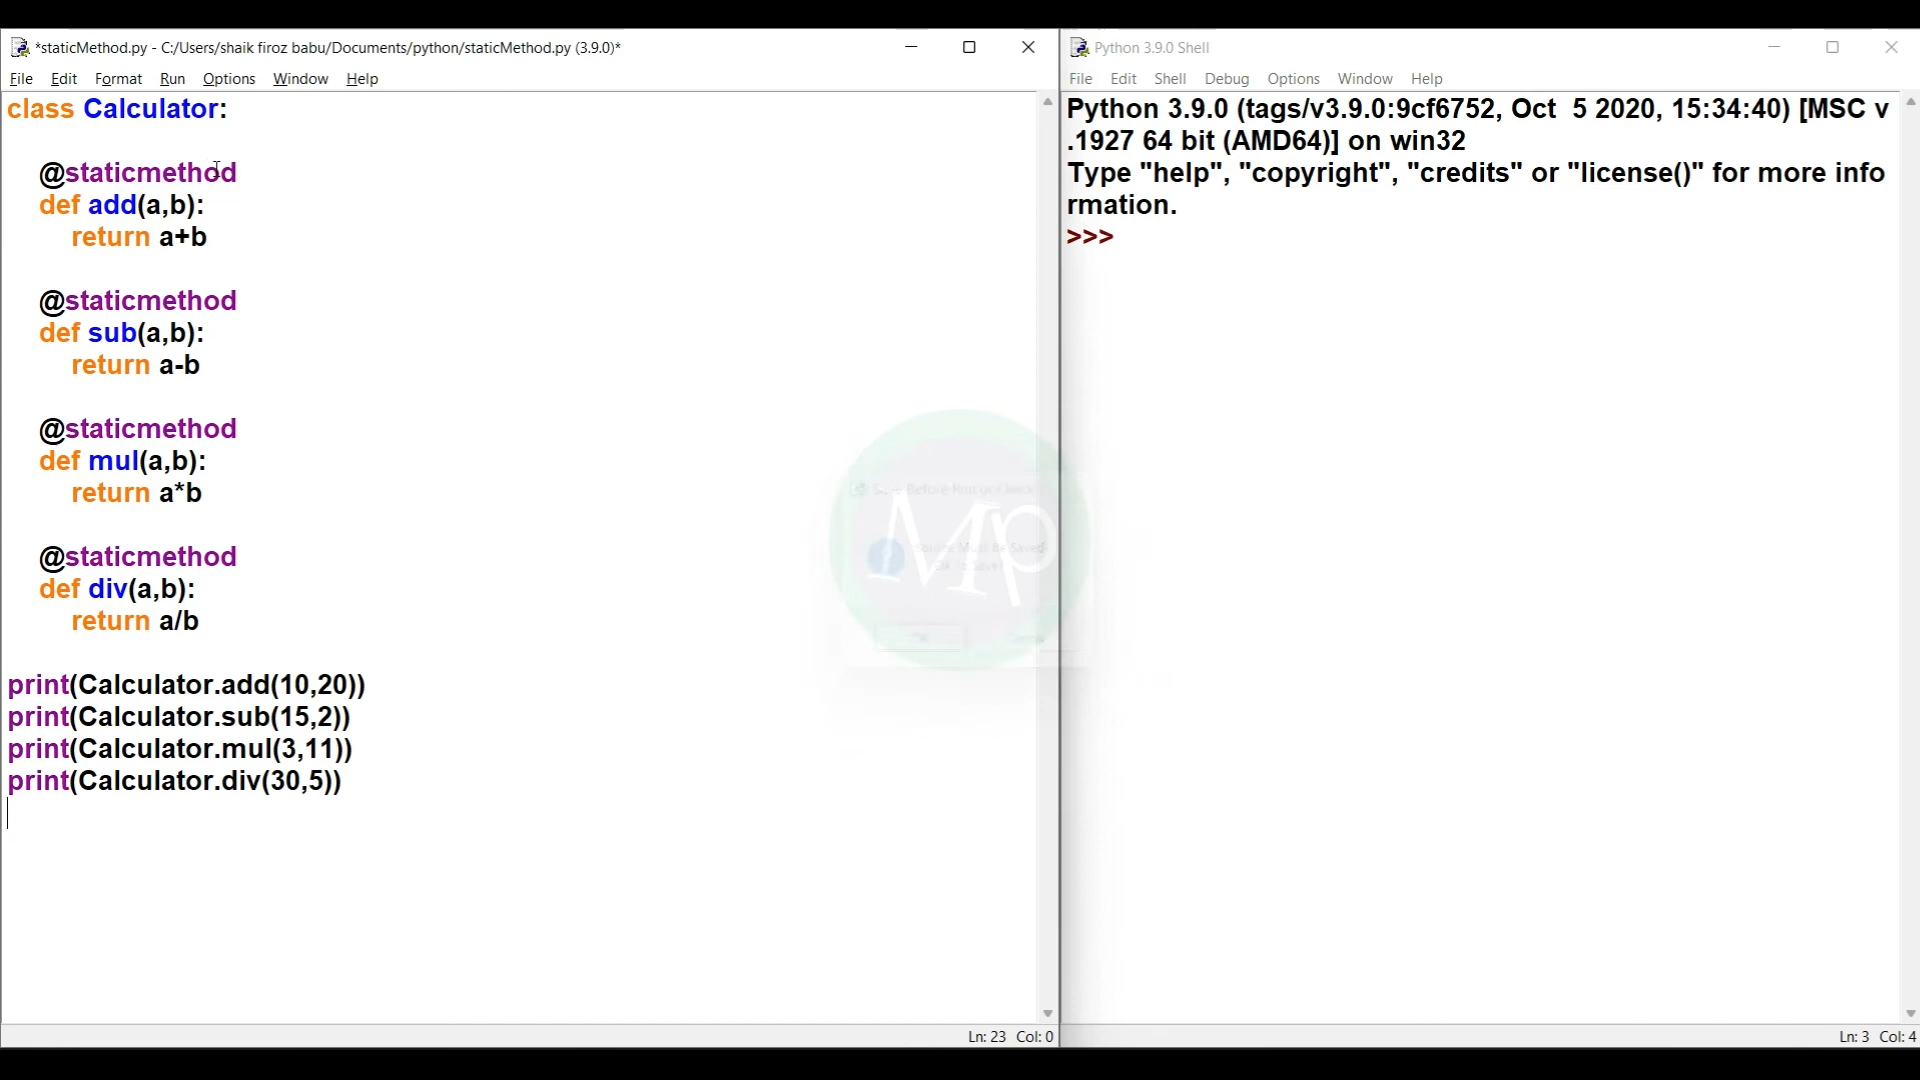 *staticMethod.py - C:/Users/shaik firoz babu/Documents/python/staticMethod.py (3.9.0)*
File Edit Format Run Options Window Help
class Calculator:
@staticmethod
def add(a,b):
return a+b
@staticmethod
def sub(a,b):
return a-b
@staticmethod
def mul(a,b):
return a*b
@staticmethod
def div(a,b):
return a/b
print(Calculator.add(10,20))
print(Calculator.sub(15,2))
print(Calculator.mul(3,11))
print(Calculator.div(30,5))
Ln: 23 Col: 0
Python 3.9.0 Shell
File Edit Shell Debug Options Window Help
Python 3.9.0 (tags/v3.9.0:9cf6752, Oct 5 2020, 15:34:40) [MSC v
.1927 64 bit (AMD64)] on win32
Type "help", "copyright", "credits" or "license()" for more info
rmation.
>>>
Ln: 3 Col: 4
Mp
Source Must Be Saved